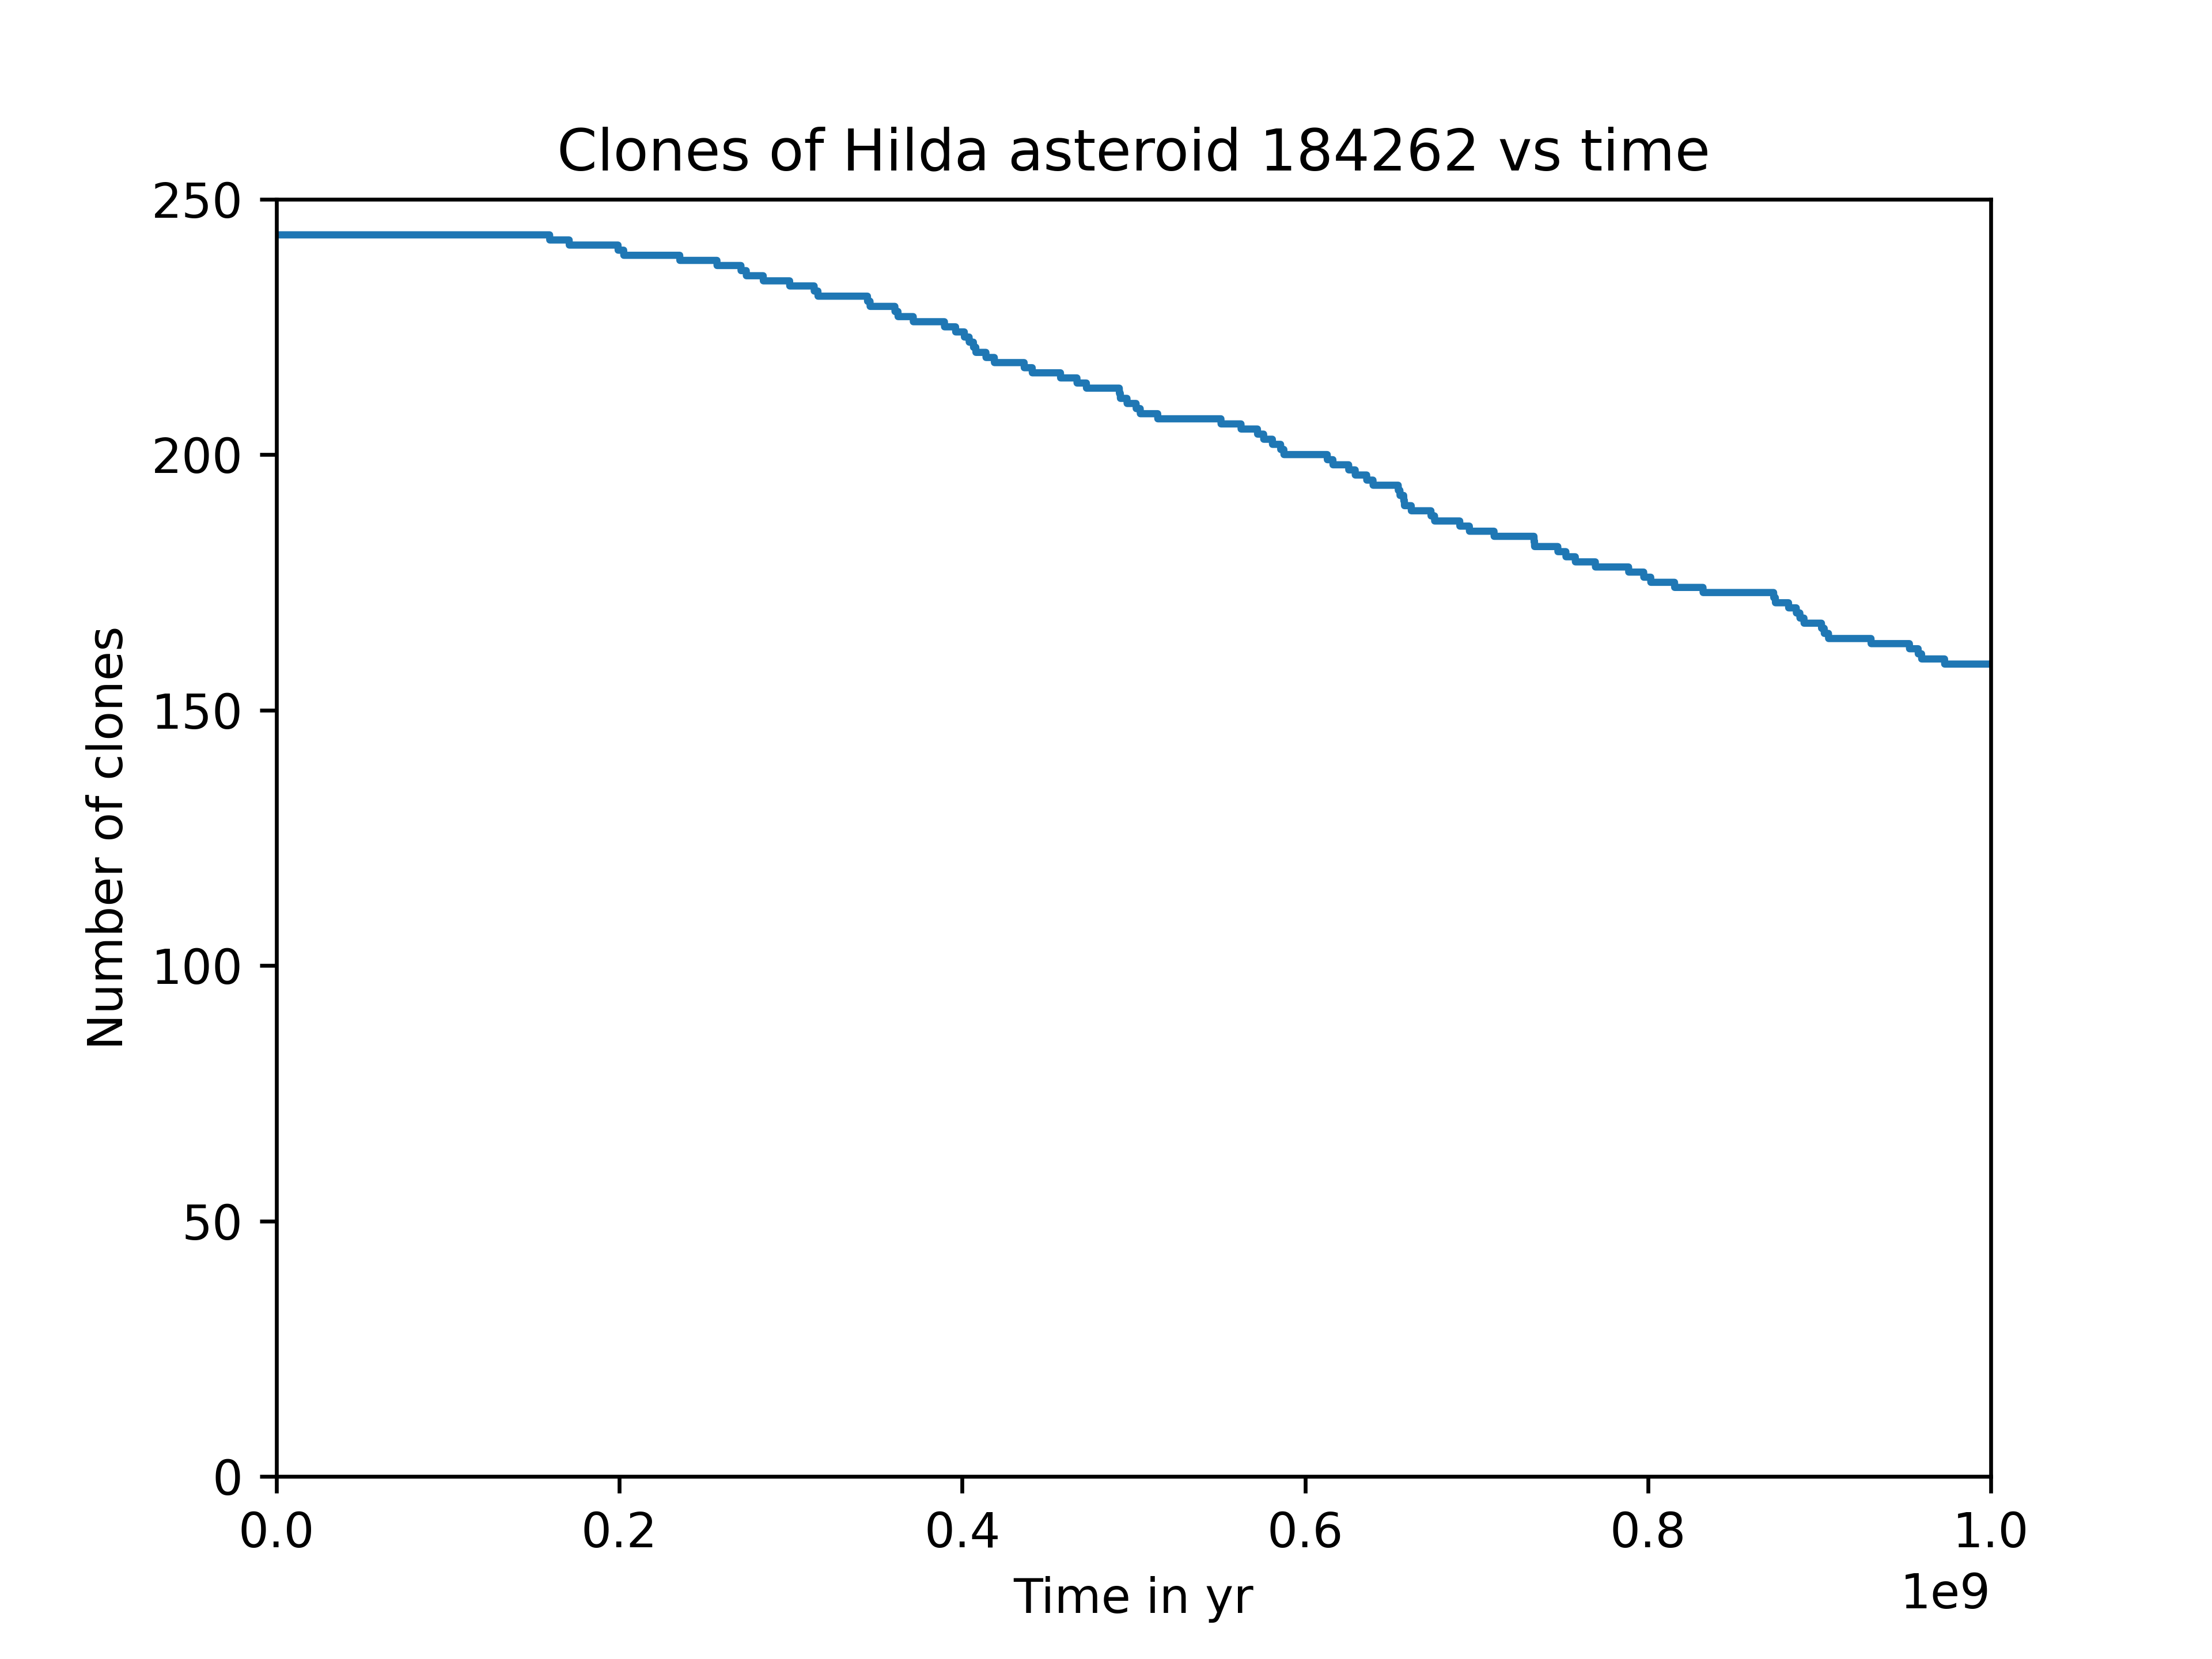 Clones of Hilda asteroid 184262 vs time
250
200
150
100
50
0
Number of clones
0.0 0.2 0.4 0.6 0.8 1.0
Time in yr
1e9